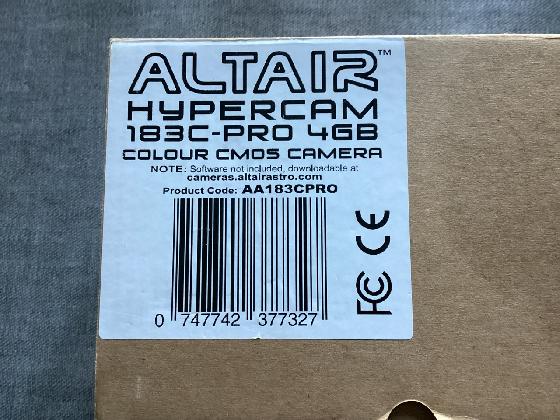 ALTAIR™
HYPERCAM
183C-PRO 4GB
COLOUR CMOS CAMERA
NOTE: Software not included, downloadable at
cameras.altairastro.com
Product Code: AA183CPRO
CE
FC
0 747742 377327